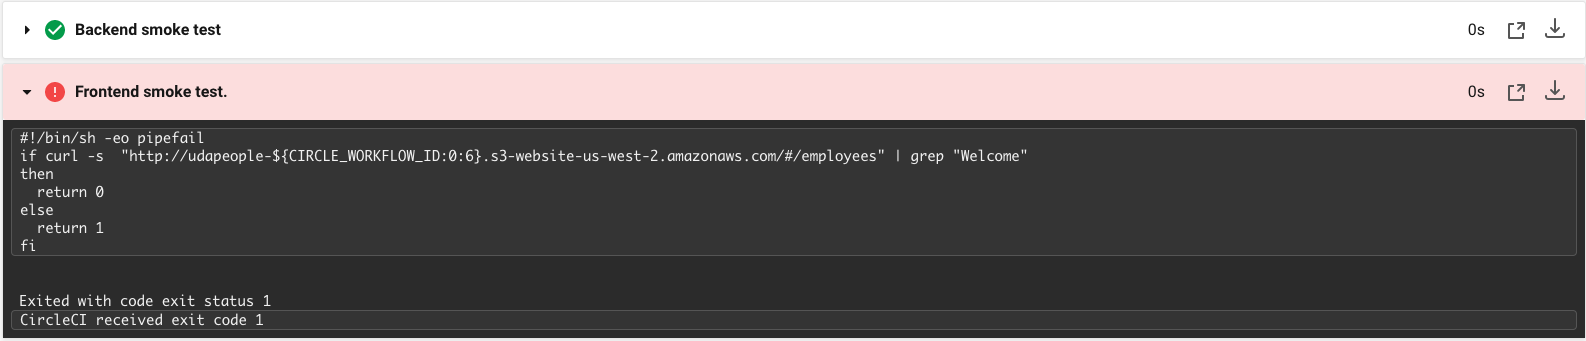 Backend smoke test
0s
Frontend smoke test.
0s
#!/bin/sh -eo pipefail
if curl -s  "http://udapeople-${CIRCLE_WORKFLOW_ID:0:6}.s3-website-us-west-2.amazonaws.com/#/employees" | grep "Welcome"
then
  return 0
else
  return 1
fi
Exited with code exit status 1
CircleCI received exit code 1